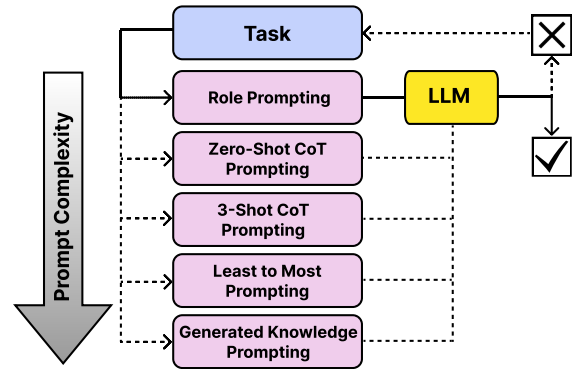 Task
Role Prompting
LLM
Zero-Shot CoT
Prompting
3-Shot CoT
Prompting
Least to Most
Prompting
Generated Knowledge
Prompting
Prompt Complexity